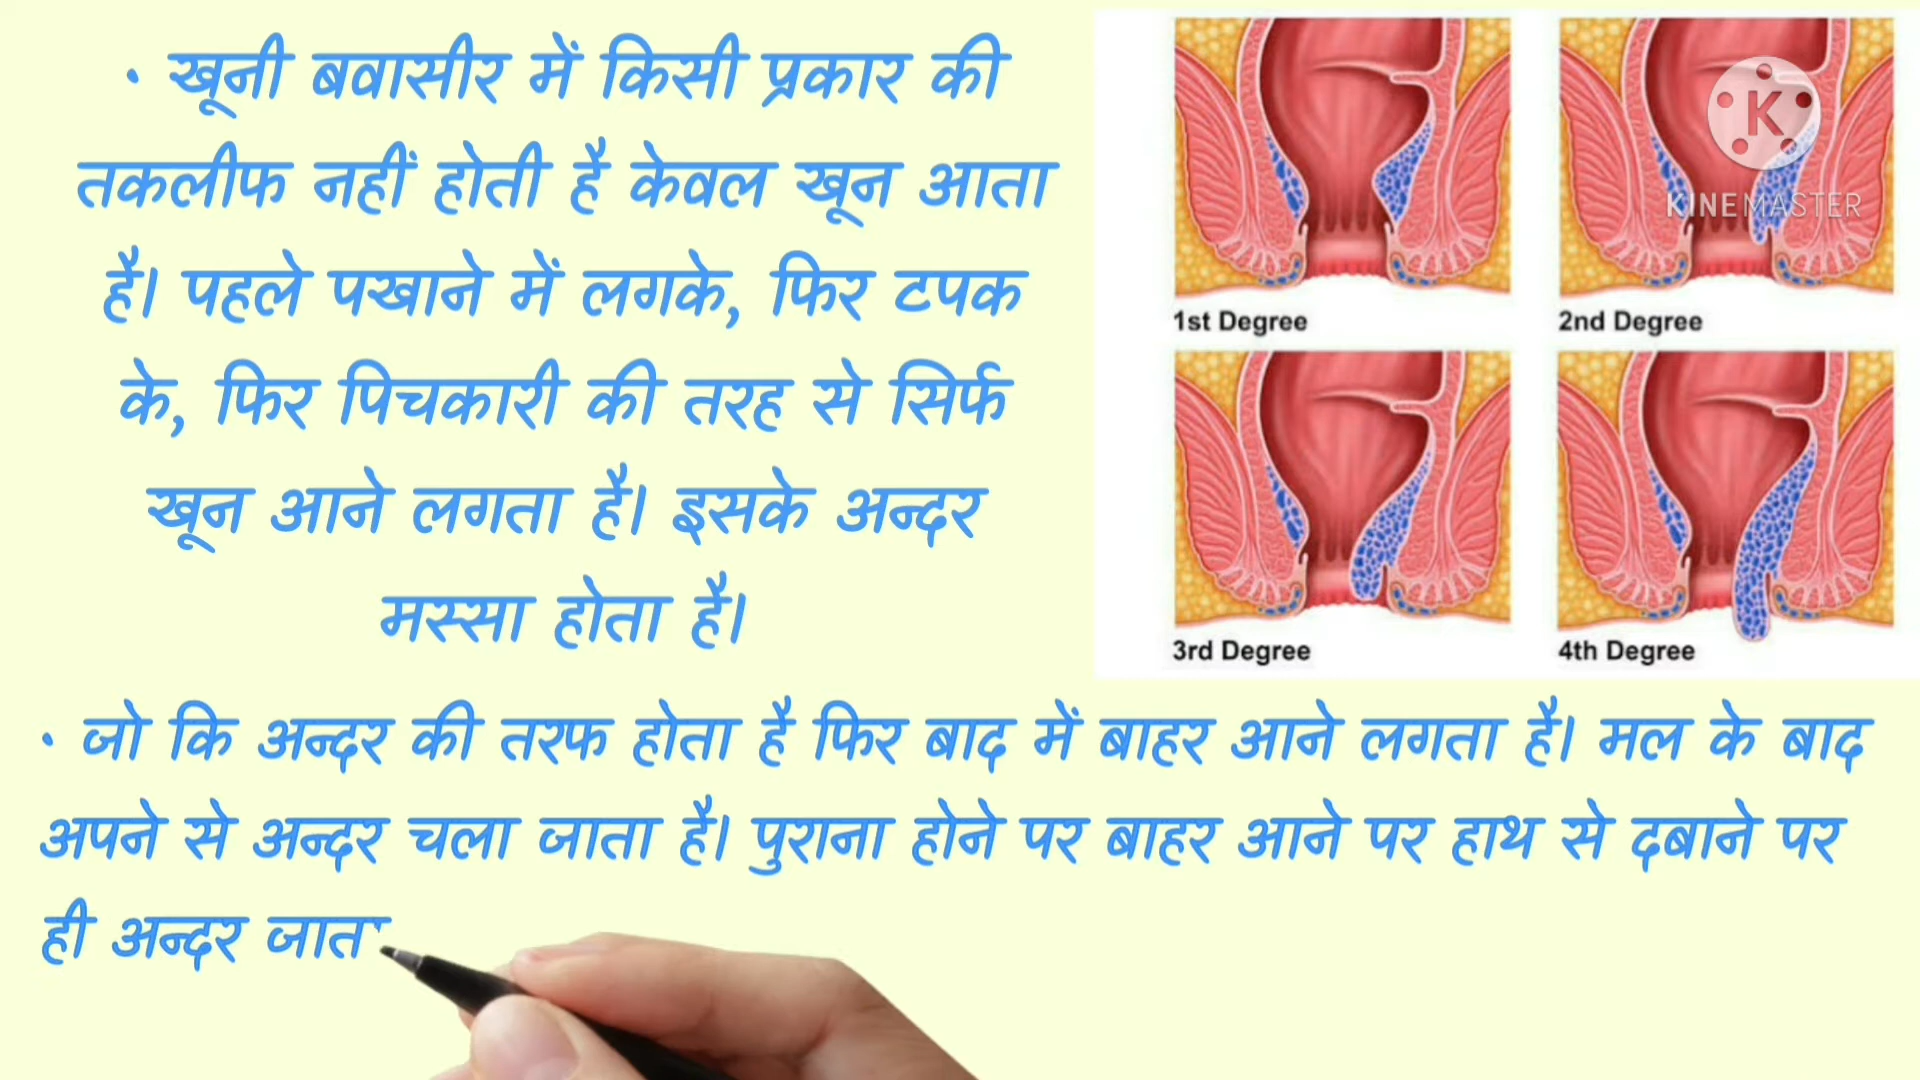 • खूनी बवासीर में किसी प्रकार की
तकलीफ नहीं होती है केवल खून आता
है। पहले पखाने में लगके, फिर टपक
के, फिर पिचकारी की तरह से सिर्फ
खून आने लगता है। इसके अन्दर
मस्सा होता है।
K
KINEMASTER
1st Degree
2nd Degree
3rd Degree
4th Degree
• जो कि अन्दर की तरफ होता है फिर बाद में बाहर आने लगता है। मल के बाद
अपने से अन्दर चला जाता है। पुराना होने पर बाहर आने पर हाथ से दबाने पर
ही अन्दर जात